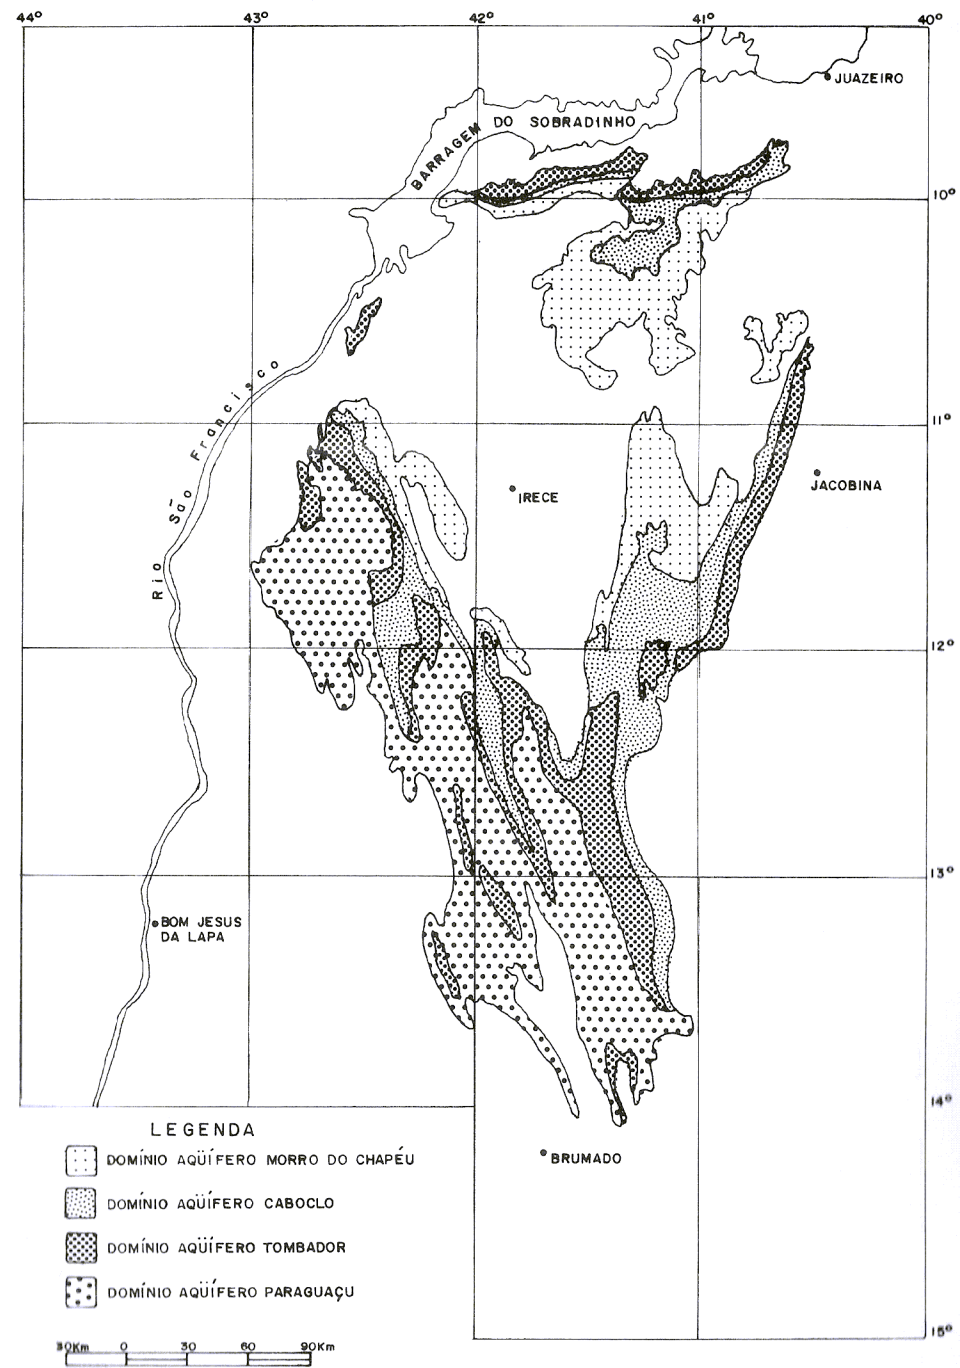 44° 43° 42° 41° 40°
JUAZEIRO
BARRAGEM DO SOBRADINHO
10°
Rio São Francisco
11°
IRECE
JACOBINA
12°
13°
BOM JESUS
DA LAPA
14°
LEGENDA
DOMÍNIO AQÜÍFERO MORRO DO CHAPÉU
BRUMADO
DOMÍNIO AQÜÍFERO CABOCLO
DOMÍNIO AQÜÍFERO TOMBADOR
DOMÍNIO AQÜÍFERO PARAGUAÇU
15°
30Km 0 30 60 90Km